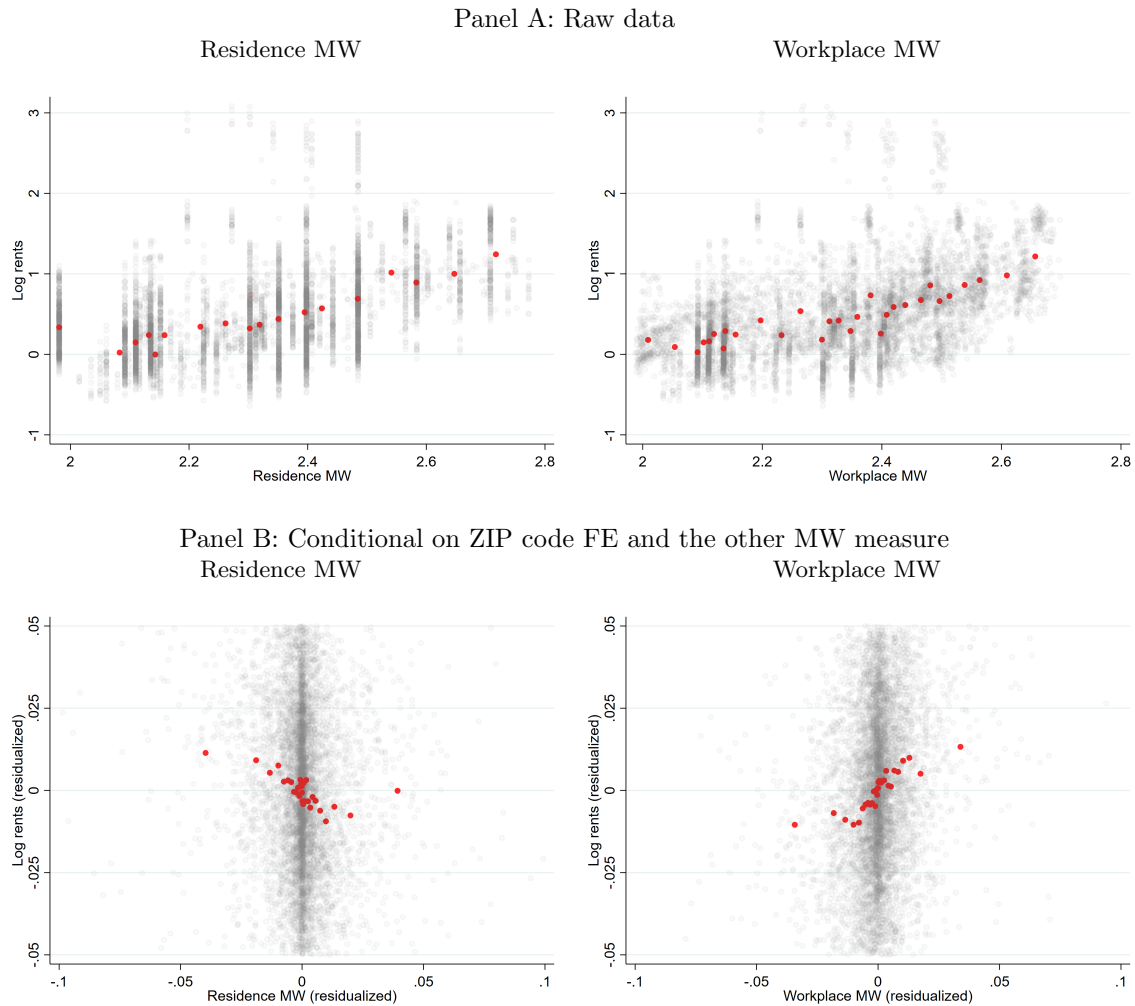 Panel A: Raw data
Residence MW
Workplace MW
3
2
1
0
-1
Log rents
2 2.2 2.4 2.6 2.8
Residence MW
3
2
1
0
-1
Log rents
2 2.2 2.4 2.6 2.8
Workplace MW
Panel B: Conditional on ZIP code FE and the other MW measure
Residence MW
Workplace MW
.05
.025
0
-.025
-.05
Log rents (residualized)
-.1 -.05 0 .05 .1
Residence MW (residualized)
.05
.025
0
-.025
-.05
Log rents (residualized)
-.1 -.05 0 .05 .1
Workplace MW (residualized)